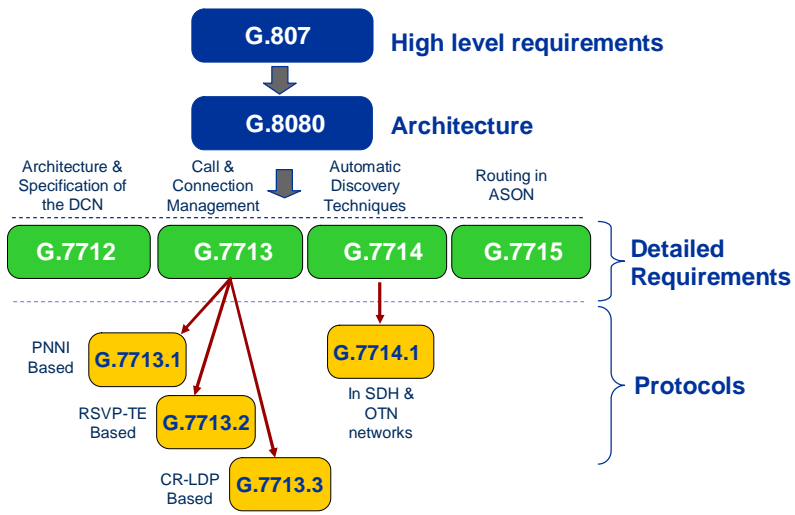 G.807
High level requirements
G.8080
Architecture
Architecture &
Specification of
the DCN
Call &
Connection
Management
Automatic
Discovery
Techniques
Routing in
ASON
G.7712
G.7713
G.7714
G.7715
Detailed
Requirements
PNNI
Based
G.7713.1
G.7714.1
In SDH &
OTN
networks
Protocols
RSVP-TE
Based
G.7713.2
CR-LDP
Based
G.7713.3